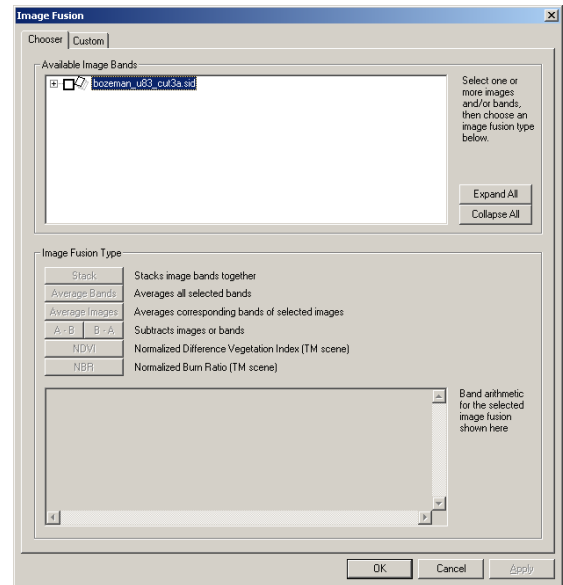 Image Fusion
Chooser Custom
Available Image Bands
bozeman_u83_cut3a.sid
Select one or
more images
and/or bands,
then choose an
image fusion type
below.
Expand All
Collapse All
Image Fusion Type
Stack Stacks image bands together
Average Bands Averages all selected bands
Average Images Averages corresponding bands of selected images
A - B B - A Subtracts images or bands
NDVI Normalized Difference Vegetation Index (TM scene)
NBR Normalized Burn Ratio (TM scene)
Band arithmetic
for the selected
image fusion
shown here
OK Cancel Apply